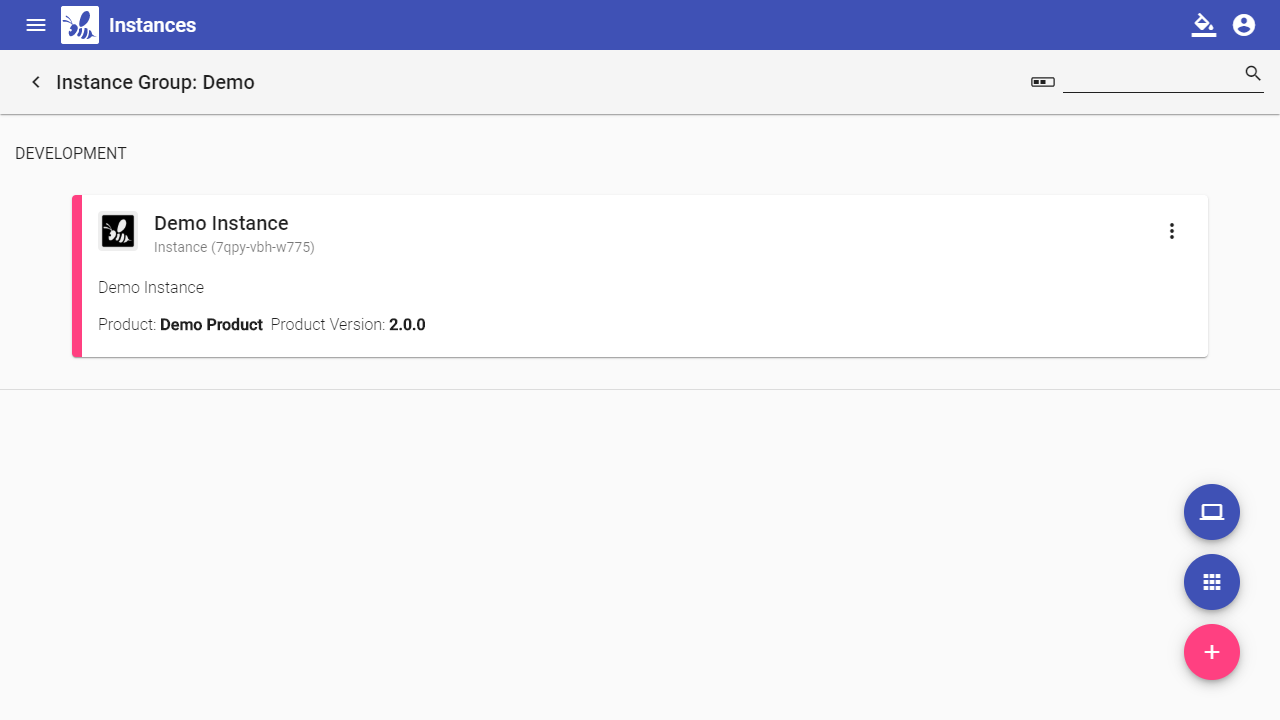 Instances
Instance Group: Demo
DEVELOPMENT
Demo Instance
Instance (7qpy-vbh-w775)
Demo Instance
Product: Demo Product Product Version: 2.0.0